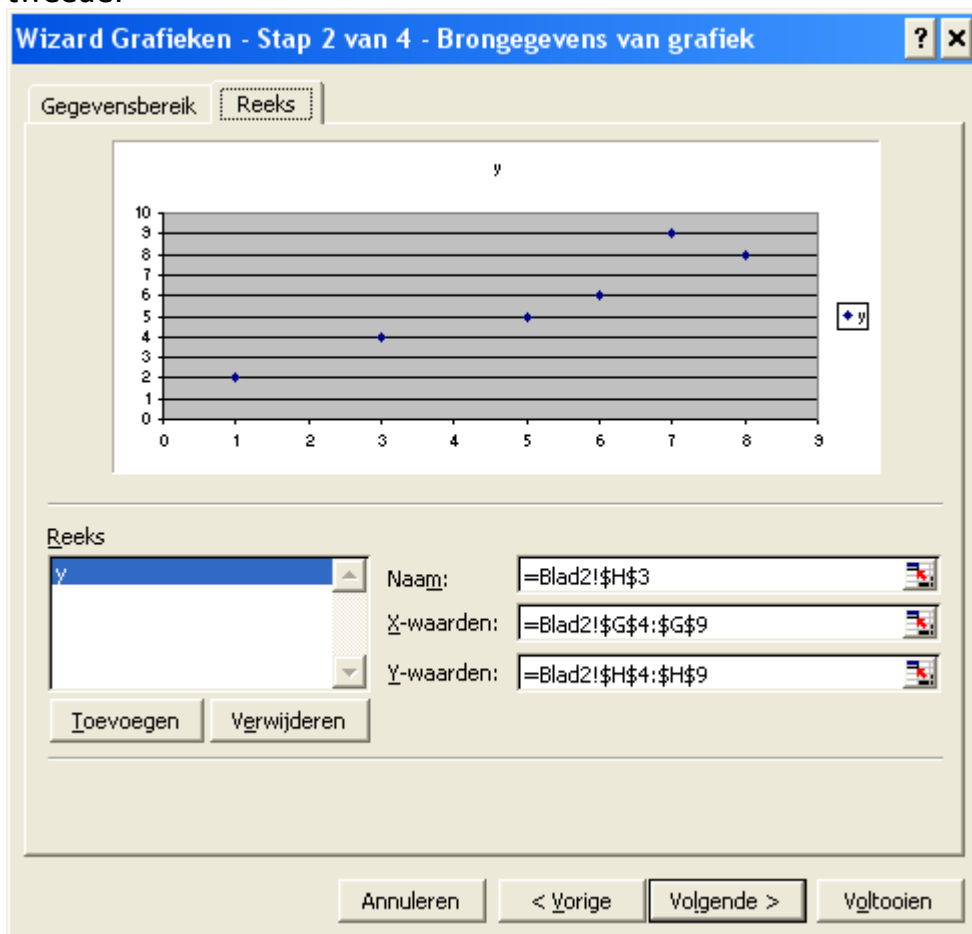 Wizard Grafieken - Stap 2 van 4 - Brongegevens van grafiek
Gegevensbereik Reeks
y
10
9
8
7
6
5
4
3
2
1
0
0 1 2 3 4 5 6 7 8 9
y
Reeks
y
Naam: =Blad2!$H$3
X-waarden: =Blad2!$G$4:$G$9
Y-waarden: =Blad2!$H$4:$H$9
Toevoegen Verwijderen
Annuleren < Vorige Volgende > Voltooien